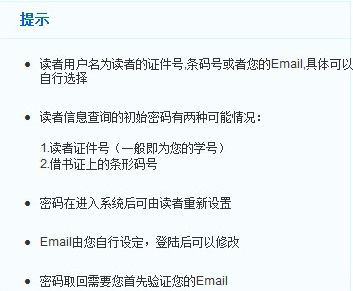 提示
读者用户名为读者的证件号,条码号或者您的Email,具体可以
自行选择
读者信息查询的初始密码有两种可能情况：
1.读者证件号（一般即为您的学号）
2.借书证上的条形码号
密码在进入系统后可由读者重新设置
Email由您自行设定，登陆后可以修改
密码取回需要您首先验证您的Email